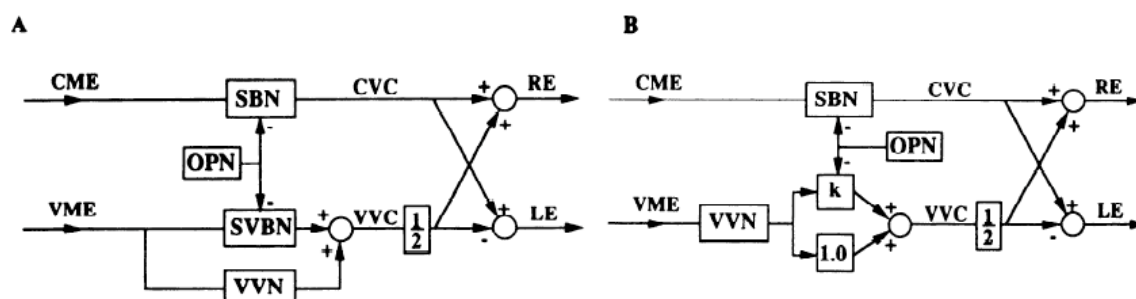 A
B
CME
SBN
CVC
+
RE
+
-
OPN
-
VME
SVBN
+
VVC
1
2
+
LE
-
+
VVN
CME
SBN
CVC
+
RE
+
-
OPN
-
k
VME
VVN
+
VVC
1
2
+
LE
-
1.0
+